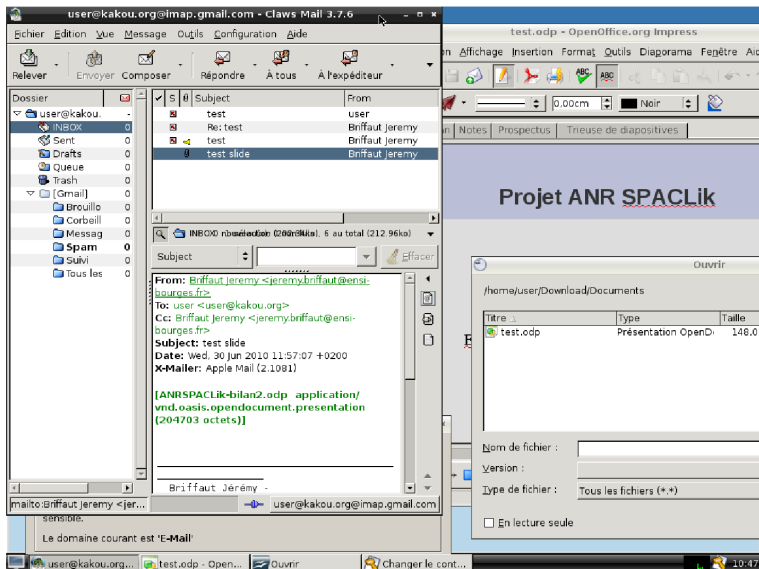 user@kakou.org@imap.gmail.com - Claws Mail 3.7.6
Fichier Edition Vue Message Outils Configuration Aide
Relever Envoyer Composer Répondre À tous À l'expéditeur
Dossier
user@kakou. -
INBOX 0
Sent 0
Drafts 0
Queue 0
Trash 0
[Gmail] 0
Brouillo 0
Corbeill 0
Messag 0
Spam 0
Suivi 0
Tous les 0
S Subject From
test user
Re: test Briffaut Jeremy
test Briffaut Jeremy
test slide Briffaut Jeremy
INBOX 6 au total (212.96ko)
Subject Effacer
From: Briffaut Jeremy <jeremy.briffaut@ensi-
bourges.fr>
To: user <user@kakou.org>
Cc: Briffaut Jeremy <jeremy.briffaut@ensi-
bourges.fr>
Subject: test slide
Date: Wed, 30 Jun 2010 11:57:07 +0200
X-Mailer: Apple Mail (2.1081)
[ANRSPACLik-bilan2.odp application/
vnd.oasis.opendocument.presentation
(204703 octets)]
Briffaut Jérémy -
mailto:Briffaut Jeremy <jer...
user@kakou.org@imap.gmail.com
sensible.
Le domaine courant est 'E-Mail'
test.odp - OpenOffice.org Impress
on Affichage Insertion Format Outils Diaporama Fenêtre Aid
ABC ABC
0,00cm Noir
n Notes Prospectus Trieuse de diapositives
Projet ANR SPACLik
E
Ouvrir
/home/user/Download/Documents
Titre Type Taille
test.odp Présentation OpenD 148.0
Nom de fichier :
Version :
Type de fichier : Tous les fichiers (*.*)
En lecture seule
user@kakou.org... test.odp - Open... Ouvrir Changer le cont... 10:47